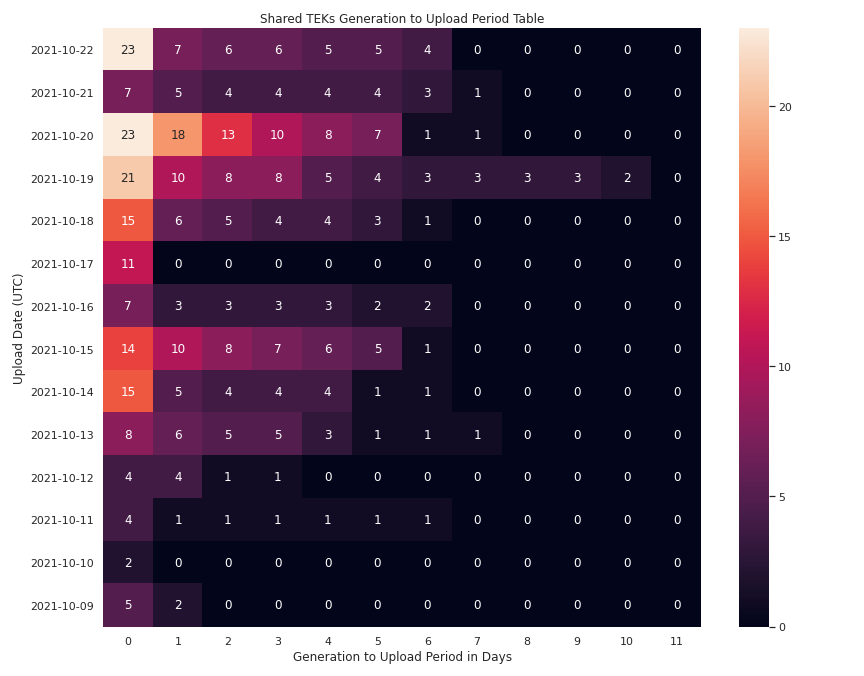 Shared TEKs Generation to Upload Period Table
Upload Date (UTC)
2021-10-22 23 7 6 6 5 5 4 0 0 0 0 0
2021-10-21 7 5 4 4 4 4 3 1 0 0 0 0
2021-10-20 23 18 13 10 8 7 1 1 0 0 0 0
2021-10-19 21 10 8 8 5 4 3 3 3 3 2 0
2021-10-18 15 6 5 4 4 3 1 0 0 0 0 0
2021-10-17 11 0 0 0 0 0 0 0 0 0 0 0
2021-10-16 7 3 3 3 3 2 2 0 0 0 0 0
2021-10-15 14 10 8 7 6 5 1 0 0 0 0 0
2021-10-14 15 5 4 4 4 1 1 0 0 0 0 0
2021-10-13 8 6 5 5 3 1 1 1 0 0 0 0
2021-10-12 4 4 1 1 0 0 0 0 0 0 0 0
2021-10-11 4 1 1 1 1 1 1 0 0 0 0 0
2021-10-10 2 0 0 0 0 0 0 0 0 0 0 0
2021-10-09 5 2 0 0 0 0 0 0 0 0 0 0
0 1 2 3 4 5 6 7 8 9 10 11
Generation to Upload Period in Days
20
15
10
5
0